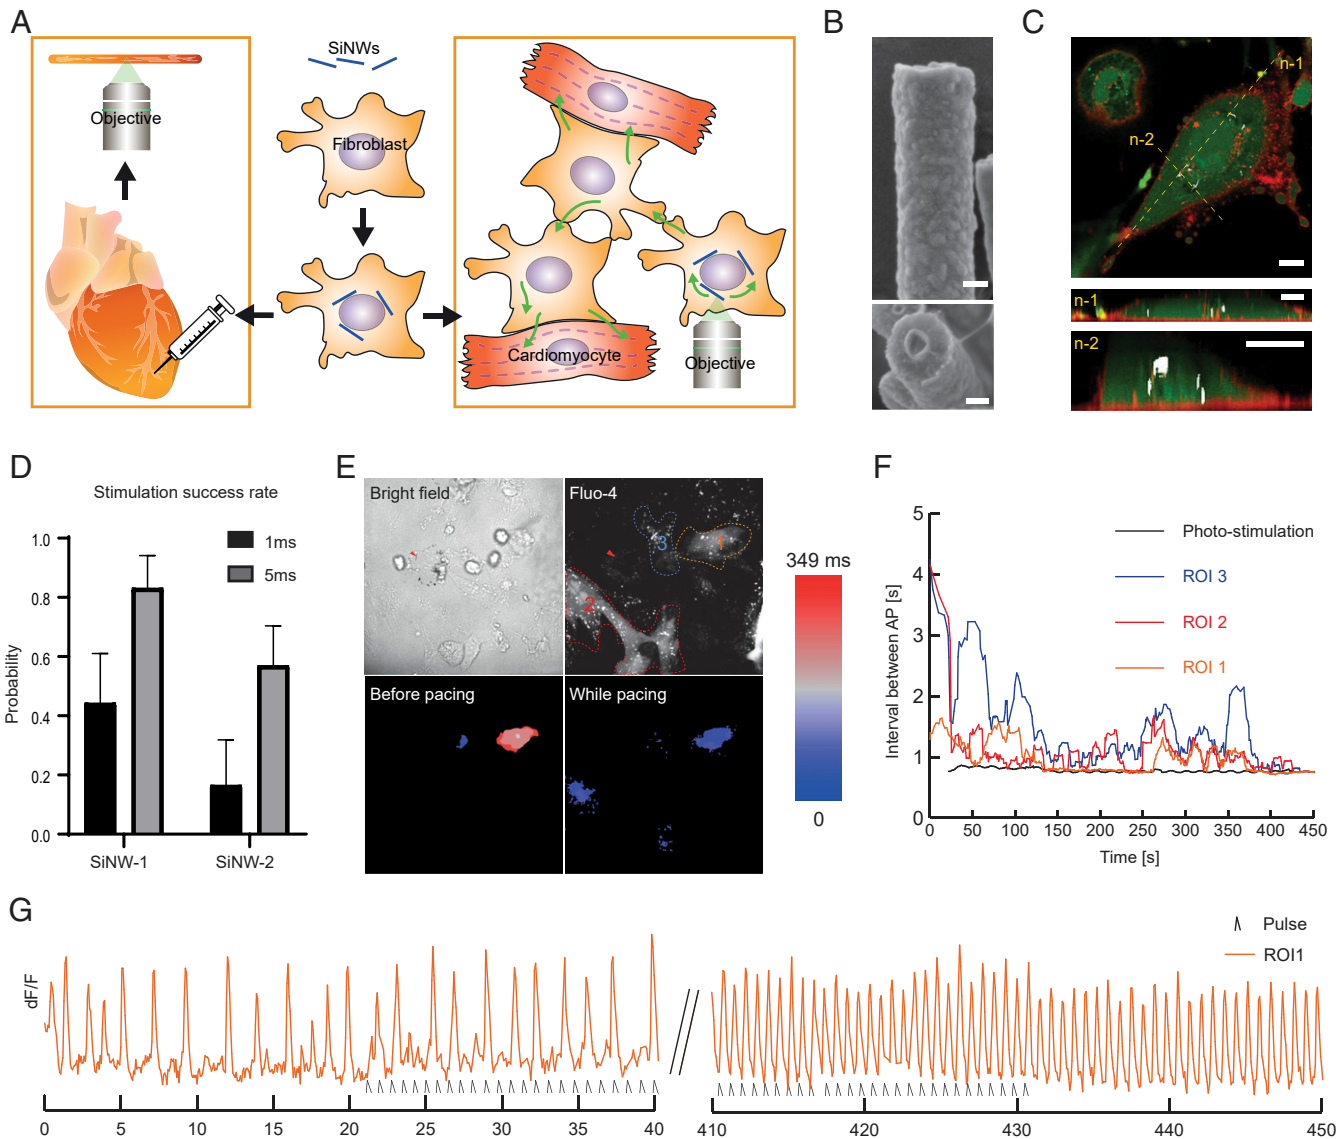 A
SiNWs
Objective
Fibroblast
Cardiomyocyte
Objective
B
C
n-1
n-2
n-1
n-2
D
Stimulation success rate
1ms
5ms
Probability
1.0
0.8
0.6
0.4
0.2
0.0
SiNW-1
SiNW-2
E
Bright field
Fluo-4
3
1
2
Before pacing
While pacing
349 ms
0
F
Interval between AP [s]
5
4
3
2
1
0
Photo-stimulation
ROI 3
ROI 2
ROI 1
0 50 100 150 200 250 300 350 400 450
Time [s]
G
dF/F
Pulse
ROI1
0 5 10 15 20 25 30 35 40 410 420 430 440 450